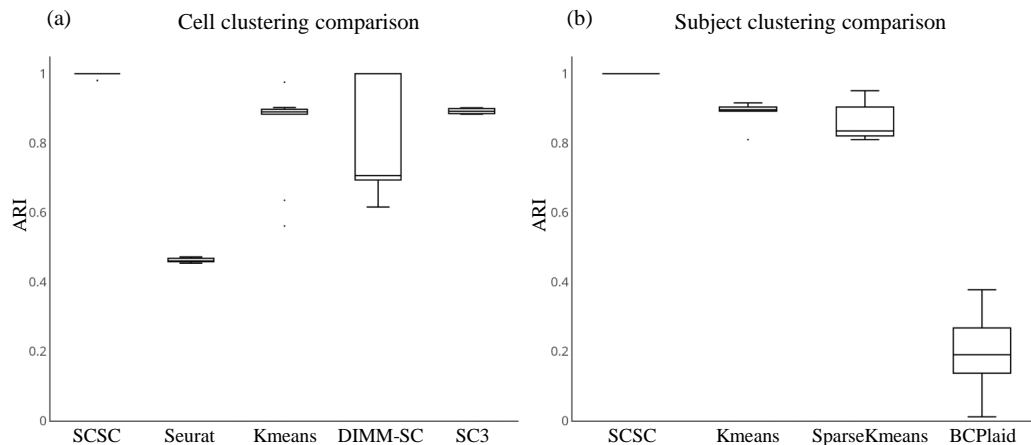 (a) Cell clustering comparison
ARI
1
0.8
0.6
0.4
0.2
0
SCSC Seurat Kmeans DIMM-SC SC3
(b) Subject clustering comparison
ARI
1
0.8
0.6
0.4
0.2
0
SCSC Kmeans SparseKmeans BCPlaid